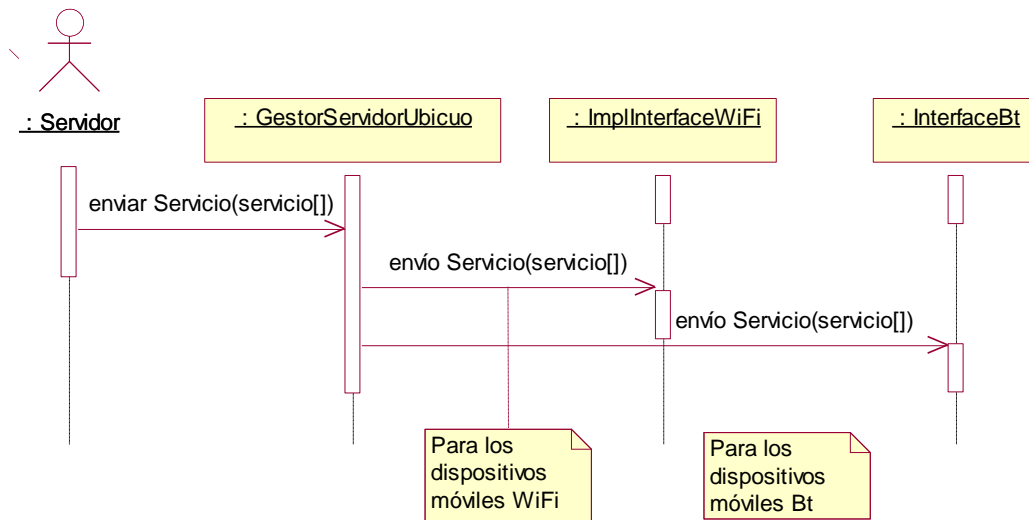 : Servidor
: GestorServidorUbicuo
: ImplInterfaceWiFi
: InterfaceBt
enviar Servicio(servicio[])
envío Servicio(servicio[])
envío Servicio(servicio[])
Para los
dispositivos
móviles WiFi
Para los
dispositivos
móviles Bt